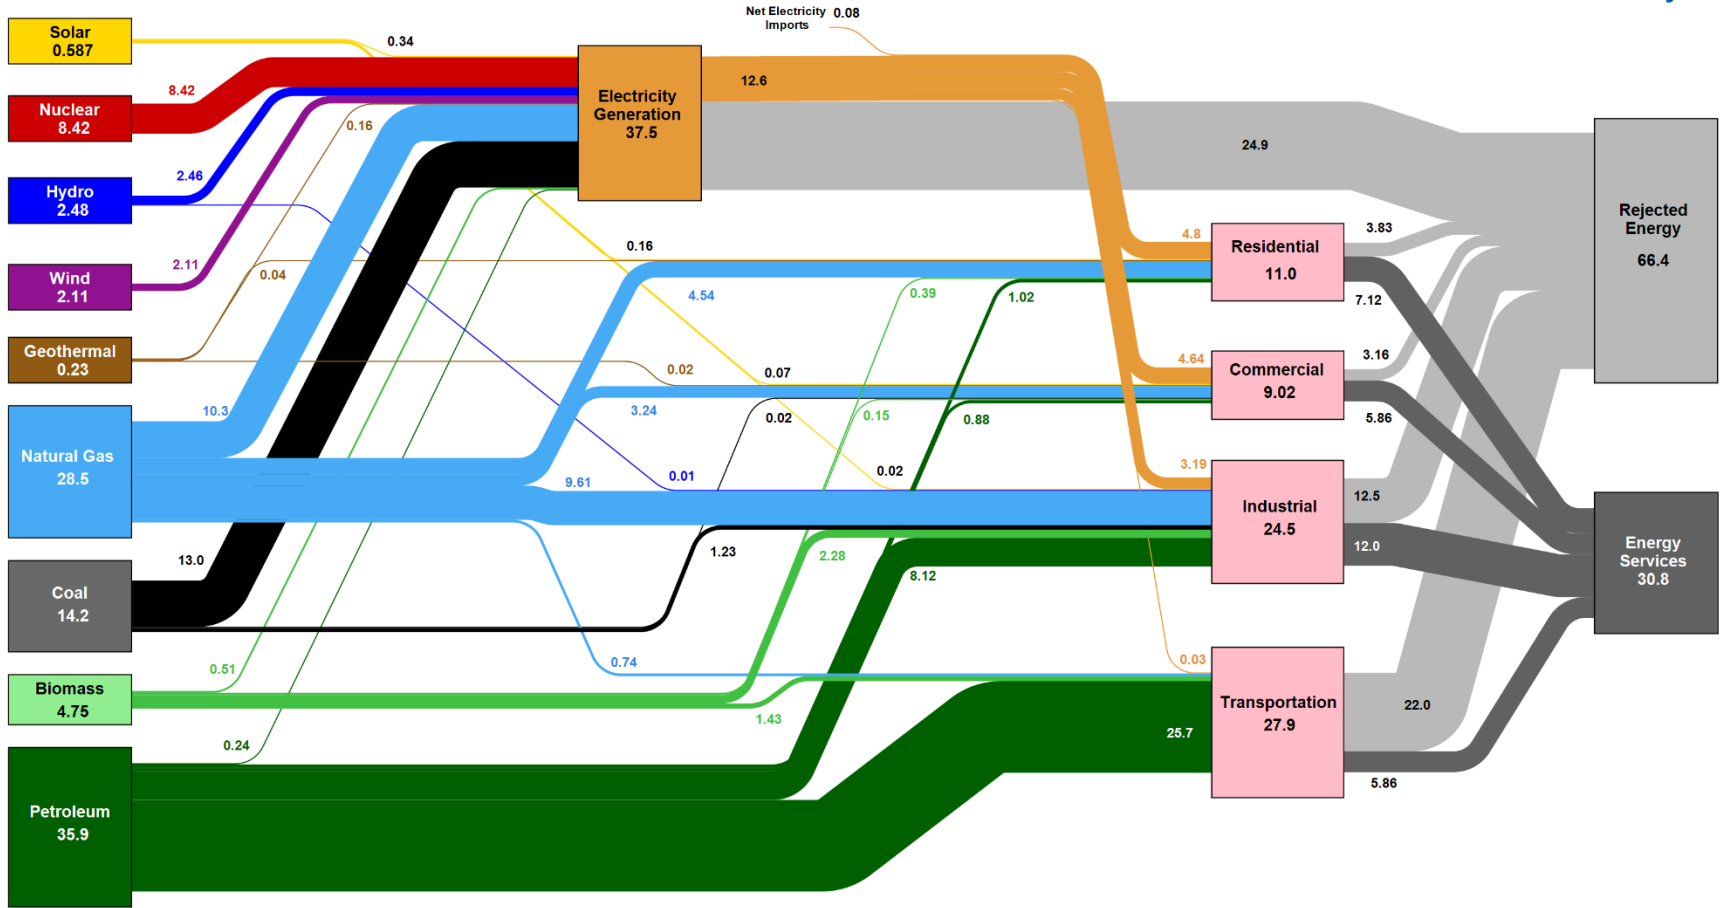 Net Electricity 0.08
Imports
Solar
0.587
0.34
Nuclear
8.42
8.42
Electricity
Generation
37.5
12.6
0.16
24.9
Hydro
2.48
2.46
Rejected
Energy
66.4
Wind
2.11
2.11
0.04
0.16
4.8
Residential
11.0
3.83
7.12
4.54
0.39
1.02
Geothermal
0.23
0.02
0.07
4.64
Commercial
9.02
3.16
5.86
10.3
3.24
0.02
0.15
0.88
Natural Gas
28.5
9.61
0.01
0.02
3.19
Industrial
24.5
12.5
12.0
Energy
Services
30.8
13.0
1.23
2.28
8.12
Coal
14.2
0.51
0.74
0.03
Biomass
4.75
1.43
Transportation
27.9
22.0
5.86
0.24
25.7
Petroleum
35.9